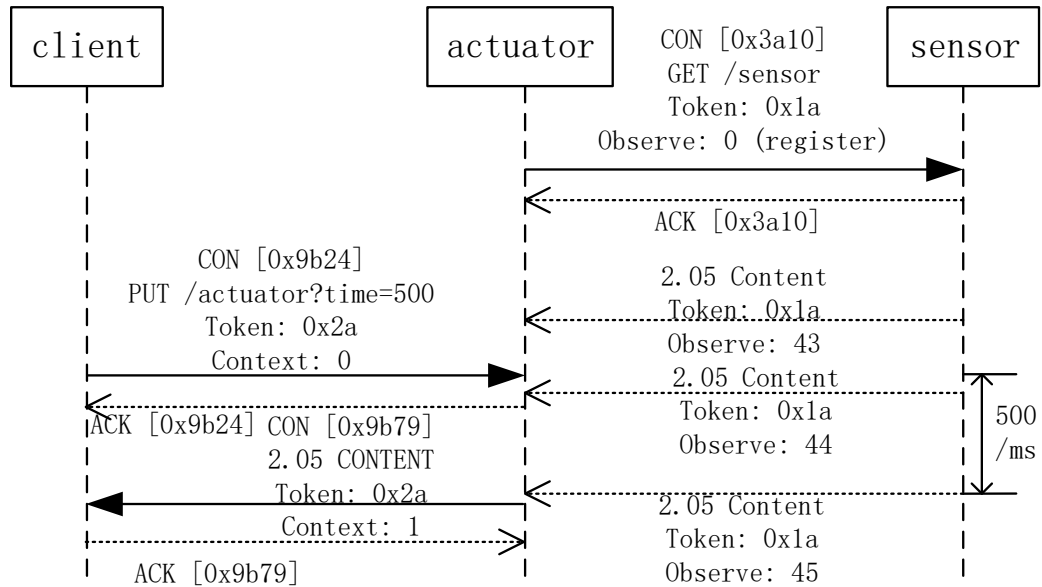 client
actuator
sensor
CON [0x3a10]
GET /sensor
Token: 0x1a
Observe: 0 (register)
ACK [0x3a10]
CON [0x9b24]
PUT /actuator?time=500
Token: 0x2a
Context: 0
2.05 Content
Token: 0x1a
Observe: 43
2.05 Content
Token: 0x1a
Observe: 44
500
/ms
ACK [0x9b24]
CON [0x9b79]
2.05 CONTENT
Token: 0x2a
Context: 1
ACK [0x9b79]
2.05 Content
Token: 0x1a
Observe: 45